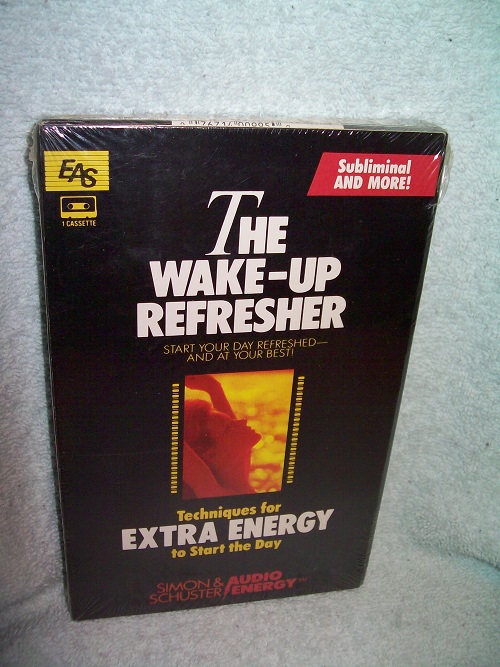 EAS
1 CASSETTE
Subliminal
AND MORE!
THE
WAKE-UP
REFRESHER
START YOUR DAY REFRESHED—
AND AT YOUR BEST!
Techniques for
EXTRA ENERGY
to Start the Day
SIMON &
SCHUSTER
AUDIO
ENERGY™